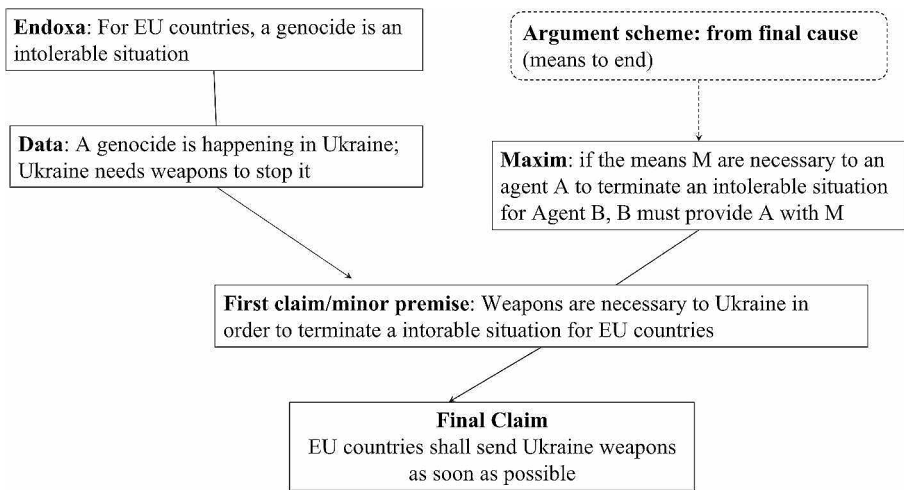 Endoxa: For EU countries, a genocide is an
intolerable situation
Argument scheme: from final cause
(means to end)
Data: A genocide is happening in Ukraine;
Ukraine needs weapons to stop it
Maxim: if the means M are necessary to an
agent A to terminate an intolerable situation
for Agent B, B must provide A with M
First claim/minor premise: Weapons are necessary to Ukraine in
order to terminate a intorable situation for EU countries
Final Claim
EU countries shall send Ukraine weapons
as soon as possible